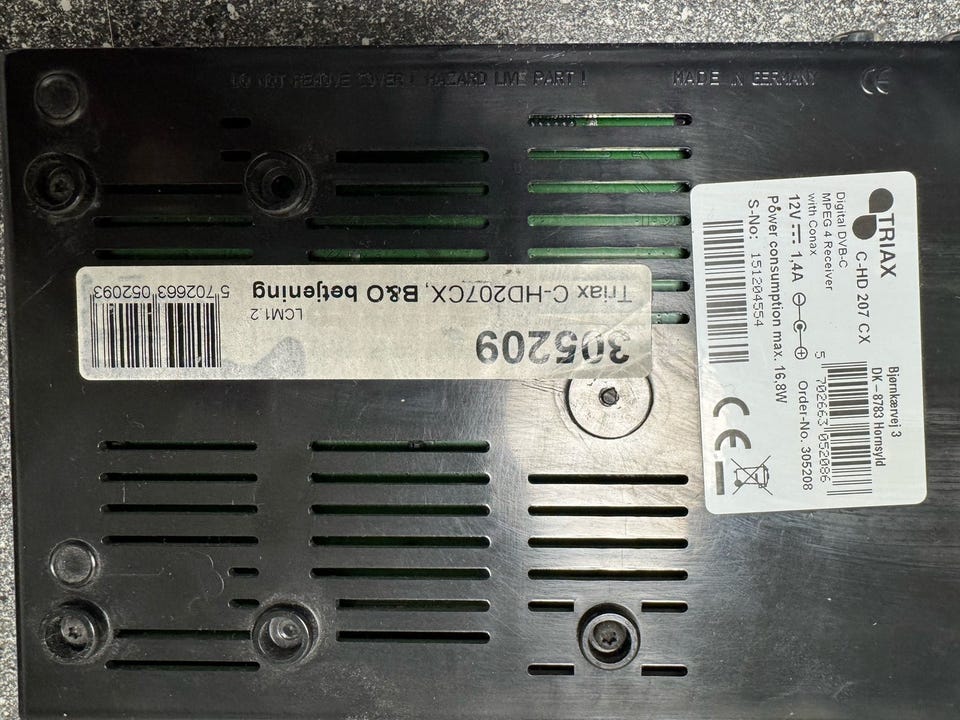 DO NOT REMOVE COVER ! HAZARD LIVE PART !
MADE IN GERMANY
CE
TRIAX
Bjørnkærvej 3
DK – 8783 Hornsyld
C-HD 207 CX
Digital DVB-C
MPEG 4 Receiver
with Conax
5 702663 052086
12V 1,4A
Order-No. 305208
Power consumption max. 16,8W
S-No: 151204554
CE
305209
Triax C-HD207CX, B&O betjening
LCM1.2
5 702663 052093